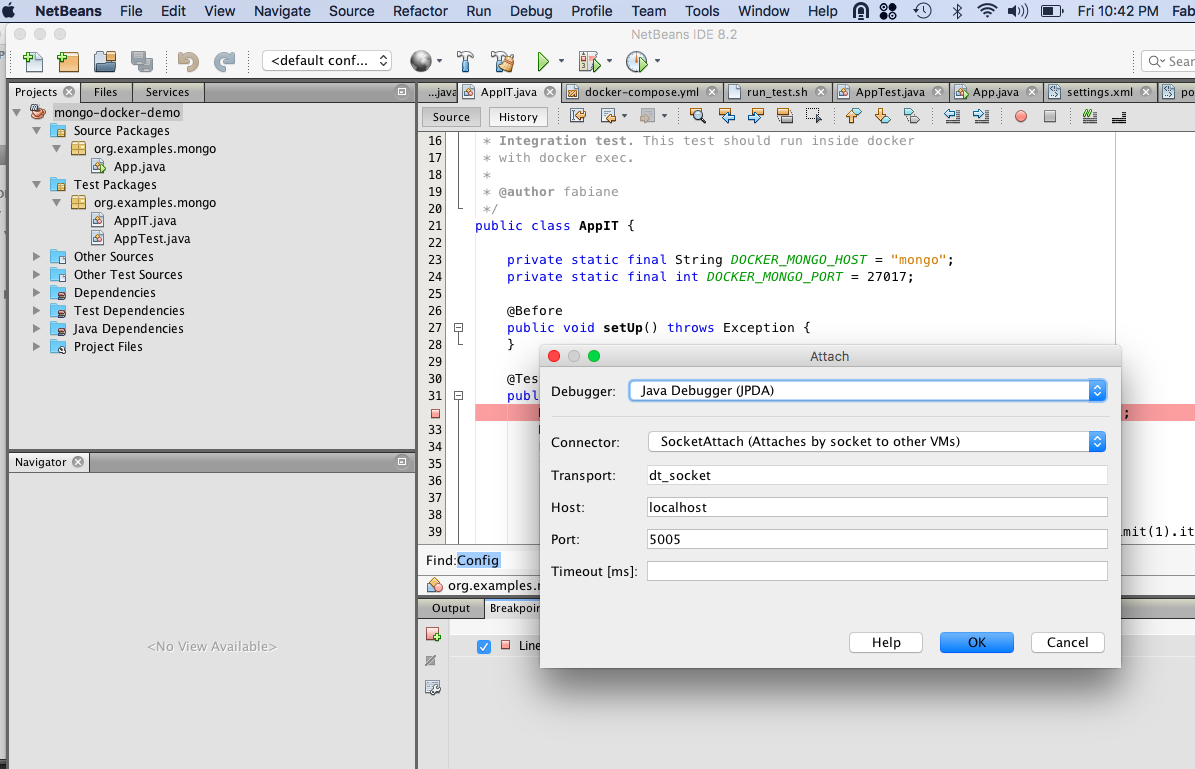 NetBeans File Edit View Navigate Source Refactor Run Debug Profile Team Tools Window Help Fri 10:42 PM Fab
NetBeans IDE 8.2
<default conf... Sear
Projects Files Services
mongo-docker-demo
Source Packages
org.examples.mongo
App.java
Test Packages
org.examples.mongo
AppIT.java
AppTest.java
Other Sources
Other Test Sources
Dependencies
Test Dependencies
Java Dependencies
Project Files
Navigator
<No View Available>
...java AppIT.java docker-compose.yml run_test.sh AppTest.java App.java settings.xml po
Source History
16 * Integration test. This test should run inside docker
17 * with docker exec.
18 *
19 * @author fabiane
20 */
21 public class AppIT {
22
23 private static final String DOCKER_MONGO_HOST = "mongo";
24 private static final int DOCKER_MONGO_PORT = 27017;
25
26 @Before
27 public void setUp() throws Exception {
28 }
29
30 @Tes
31 publ
;
33
34
35
36
37
38
39 mit(1).it
Find: Config
org.examples.
Output Breakpoin
Line
Attach
Debugger: Java Debugger (JPDA)
Connector: SocketAttach (Attaches by socket to other VMs)
Transport: dt_socket
Host: localhost
Port: 5005
Timeout [ms]:
Help OK Cancel